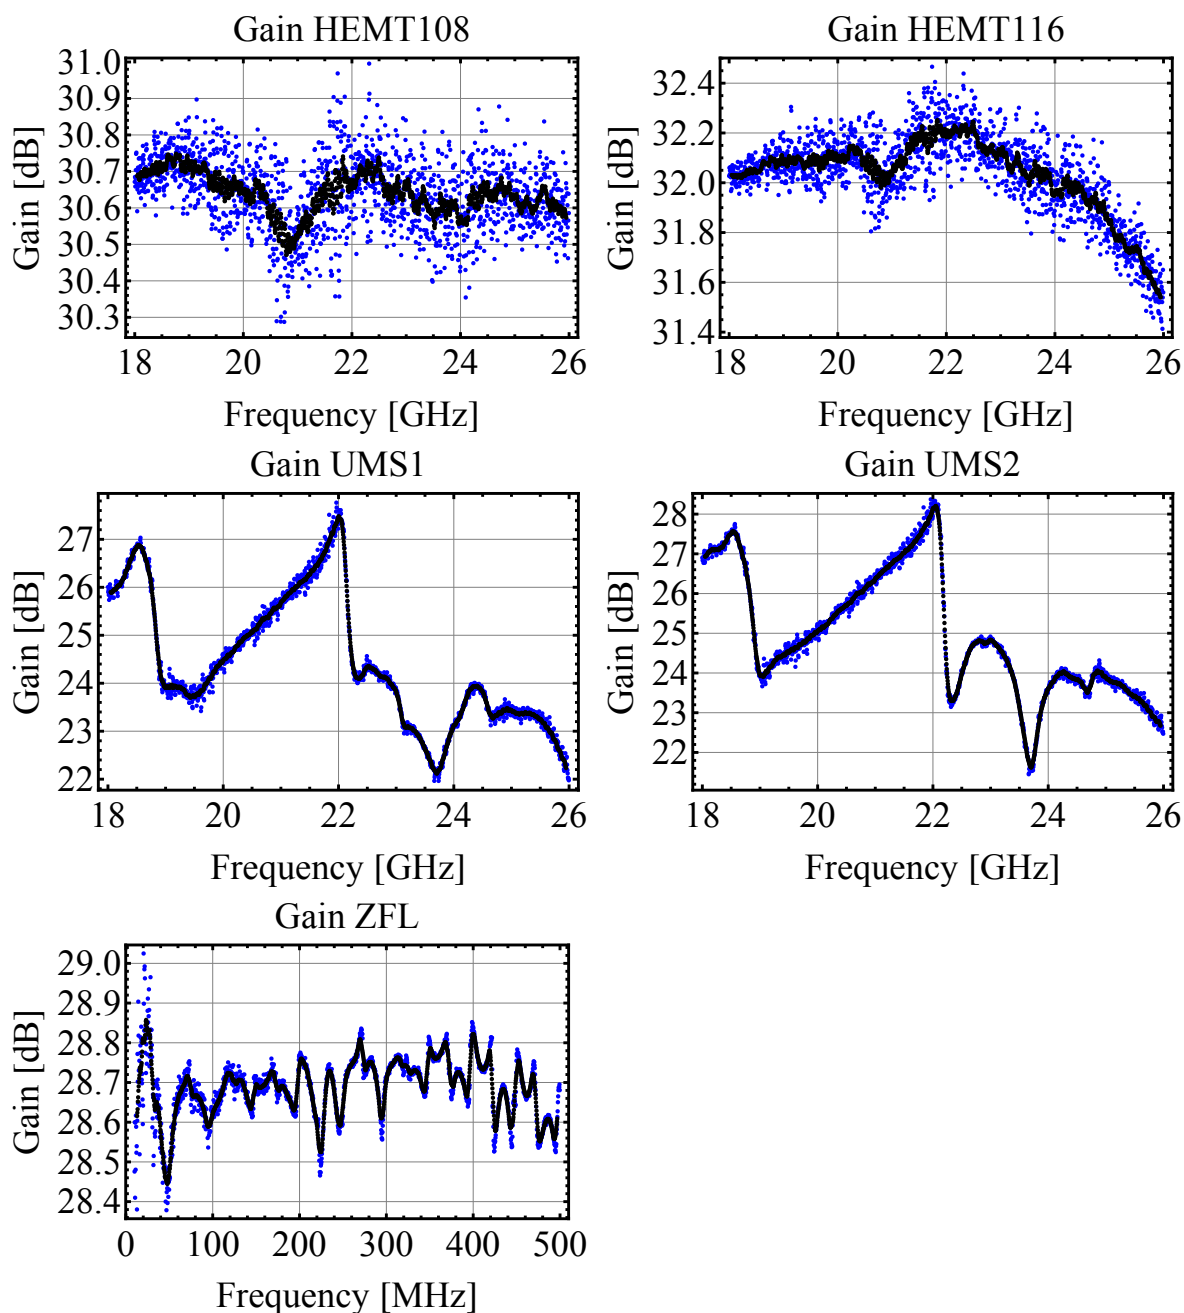 Gain HEMT108
Gain [dB]
31.0
30.9
30.8
30.7
30.6
30.5
30.4
30.3
18 20 22 24 26
Frequency [GHz]
Gain HEMT116
Gain [dB]
32.4
32.2
32.0
31.8
31.6
31.4
18 20 22 24 26
Frequency [GHz]
Gain UMS1
Gain [dB]
27
26
25
24
23
22
18 20 22 24 26
Frequency [GHz]
Gain UMS2
Gain [dB]
28
27
26
25
24
23
22
18 20 22 24 26
Frequency [GHz]
Gain ZFL
Gain [dB]
29.0
28.9
28.8
28.7
28.6
28.5
28.4
0 100 200 300 400 500
Frequency [MHz]